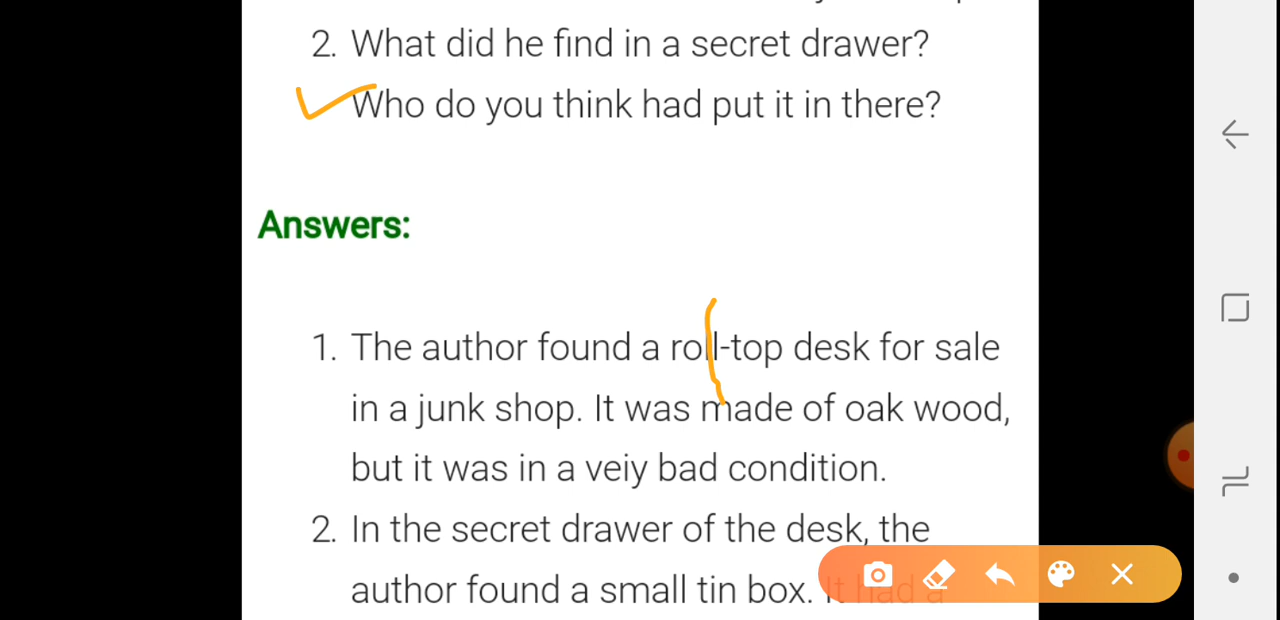 2. What did he find in a secret drawer?
Who do you think had put it in there?
Answers:
1. The author found a roll-top desk for sale
in a junk shop. It was made of oak wood,
but it was in a veiy bad condition.
2. In the secret drawer of the desk, the
author found a small tin box. It had a